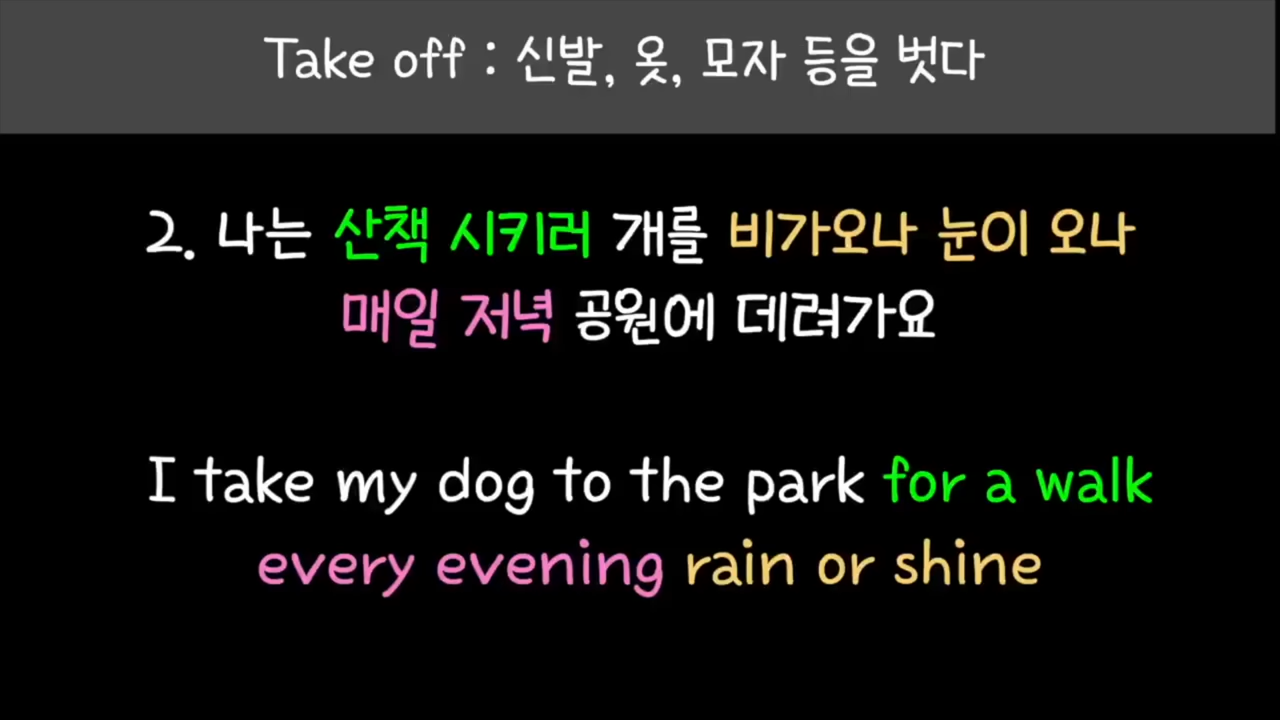 Take off : 신발, 옷, 모자 등을 벗다
2. 나는 산책 시키러 개를 비가오나 눈이 오나
매일 저녁 공원에 데려가요
I take my dog to the park for a walk
every evening rain or shine